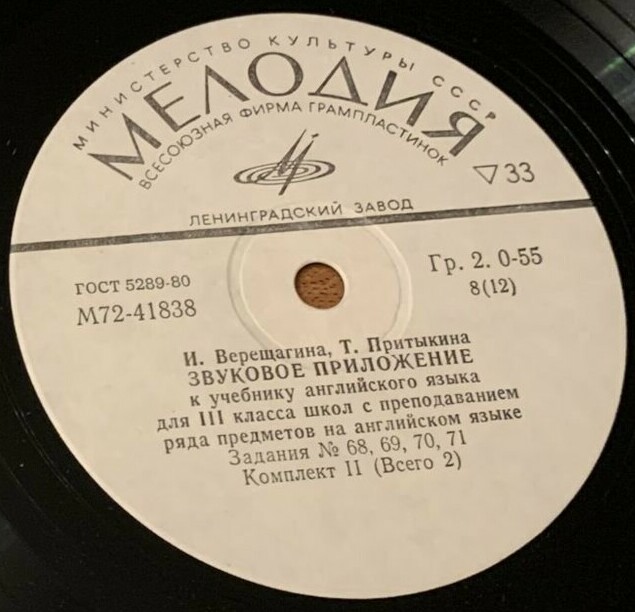 МИНИСТЕРСТВО КУЛЬТУРЫ СССР
МЕЛОДИЯ
ВСЕСОЮЗНАЯ ФИРМА ГРАМПЛАСТИНОК
▽33
ЛЕНИНГРАДСКИЙ ЗАВОД
ГОСТ 5289-80
М72-41838
Гр. 2. 0-55
8(12)
И. Верещагина, Т. Притыкина
ЗВУКОВОЕ ПРИЛОЖЕНИЕ
к учебнику английского языка
для III класса школ с преподаванием
ряда предметов на английском языке
Задания № 68, 69, 70, 71
Комплект II (Всего 2)